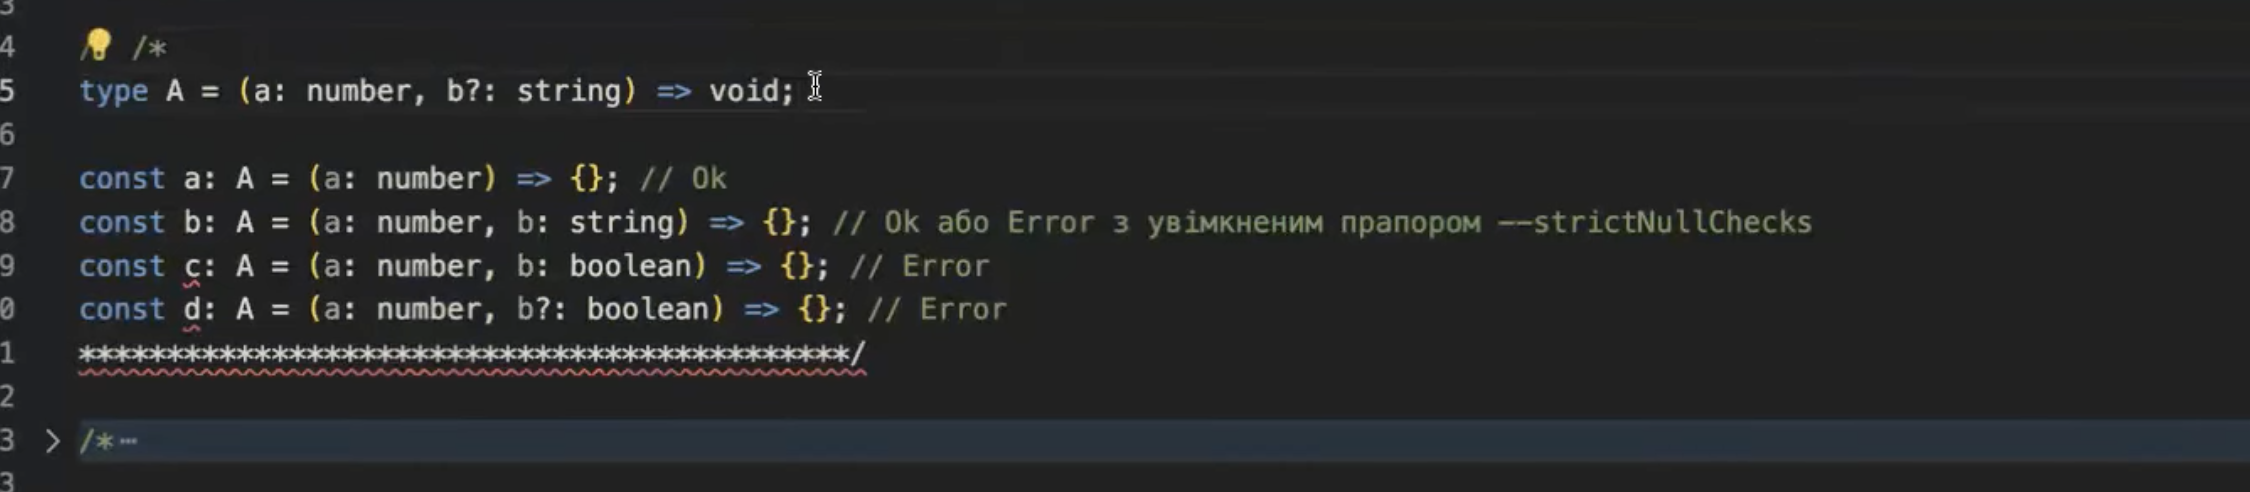 3
4 / /*
5 type A = (a: number, b?: string) => void;
6
7 const a: A = (a: number) => {}; // Ok
8 const b: A = (a: number, b: string) => {}; // Ok або Error з увімкненим прапором --strictNullChecks
9 const c: A = (a: number, b: boolean) => {}; // Error
0 const d: A = (a: number, b?: boolean) => {}; // Error
1 ********************************************/
2
3 > /*⋯
3